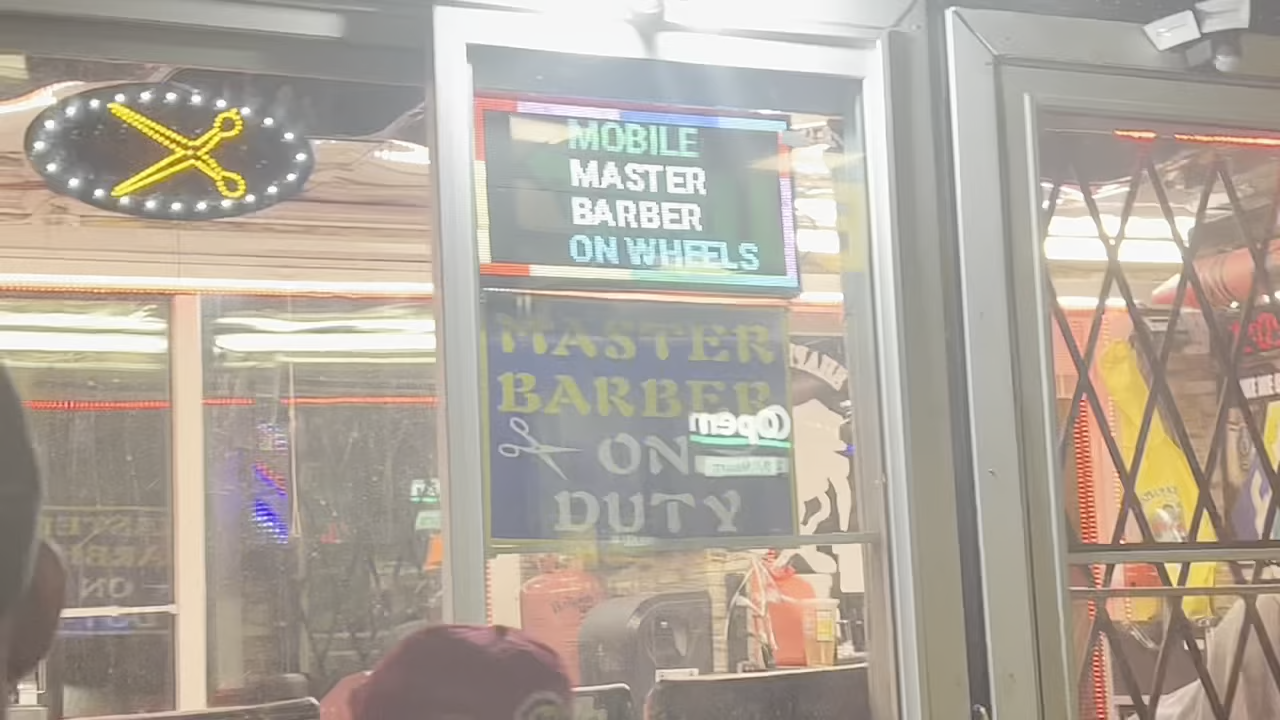 MOBILE
MASTER
BARBER
ON WHEELS
MASTER
BARBER
ON
DUTY
Open